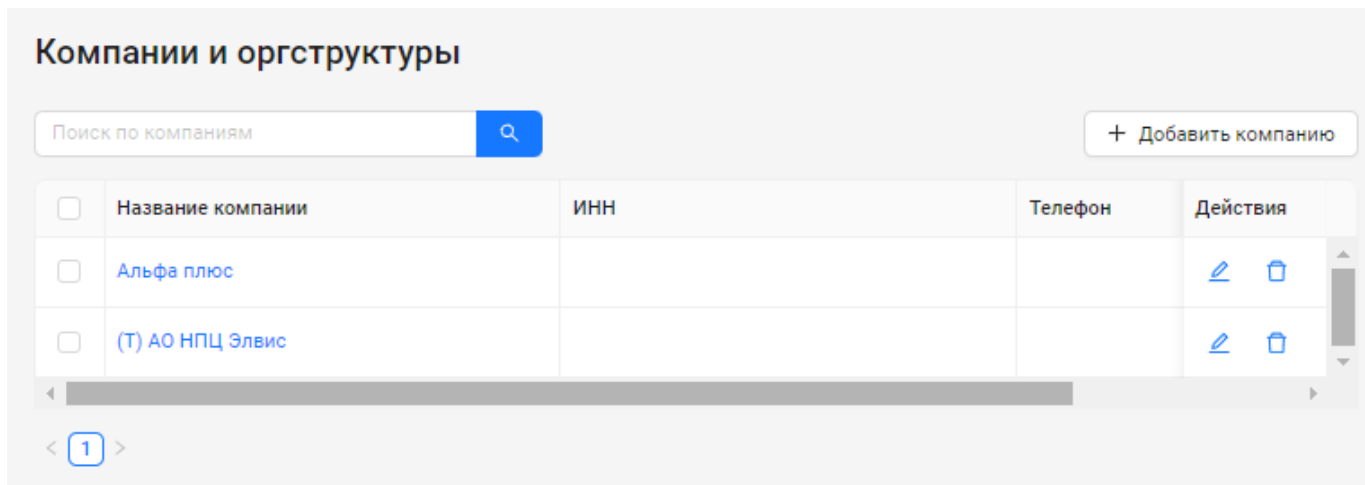 Компании и оргструктуры
Поиск по компаниям
+ Добавить компанию
Название компании ИНН Телефон Действия
Альфа плюс
(Т) АО НПЦ Элвис
< 1 >